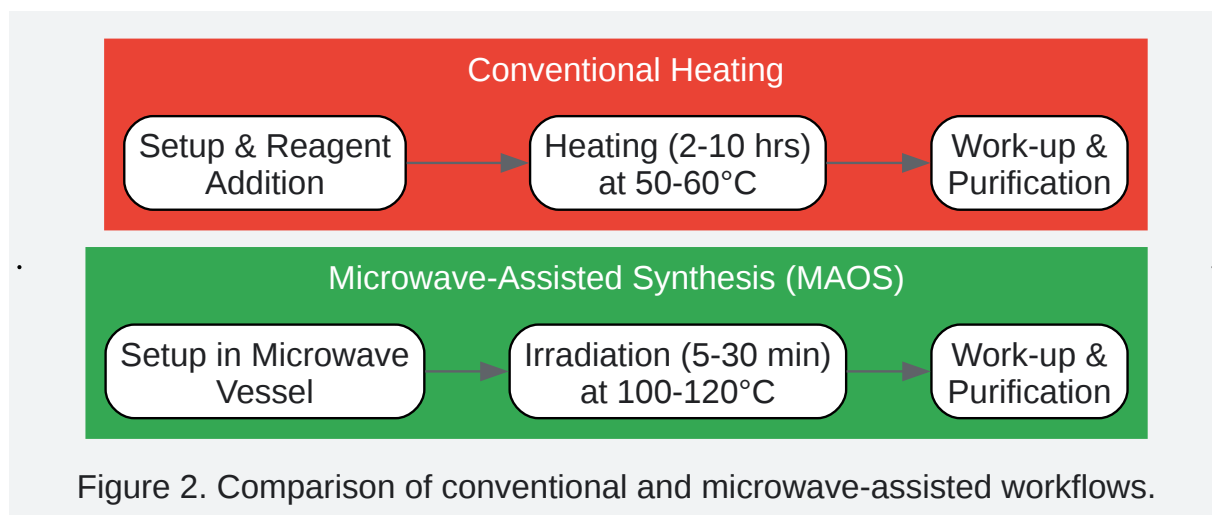 Conventional Heating
Setup & Reagent
Addition
Heating (2-10 hrs)
at 50-60°C
Work-up &
Purification
Microwave-Assisted Synthesis (MAOS)
Setup in Microwave
Vessel
Irradiation (5-30 min)
at 100-120°C
Work-up &
Purification
Figure 2. Comparison of conventional and microwave-assisted workflows.